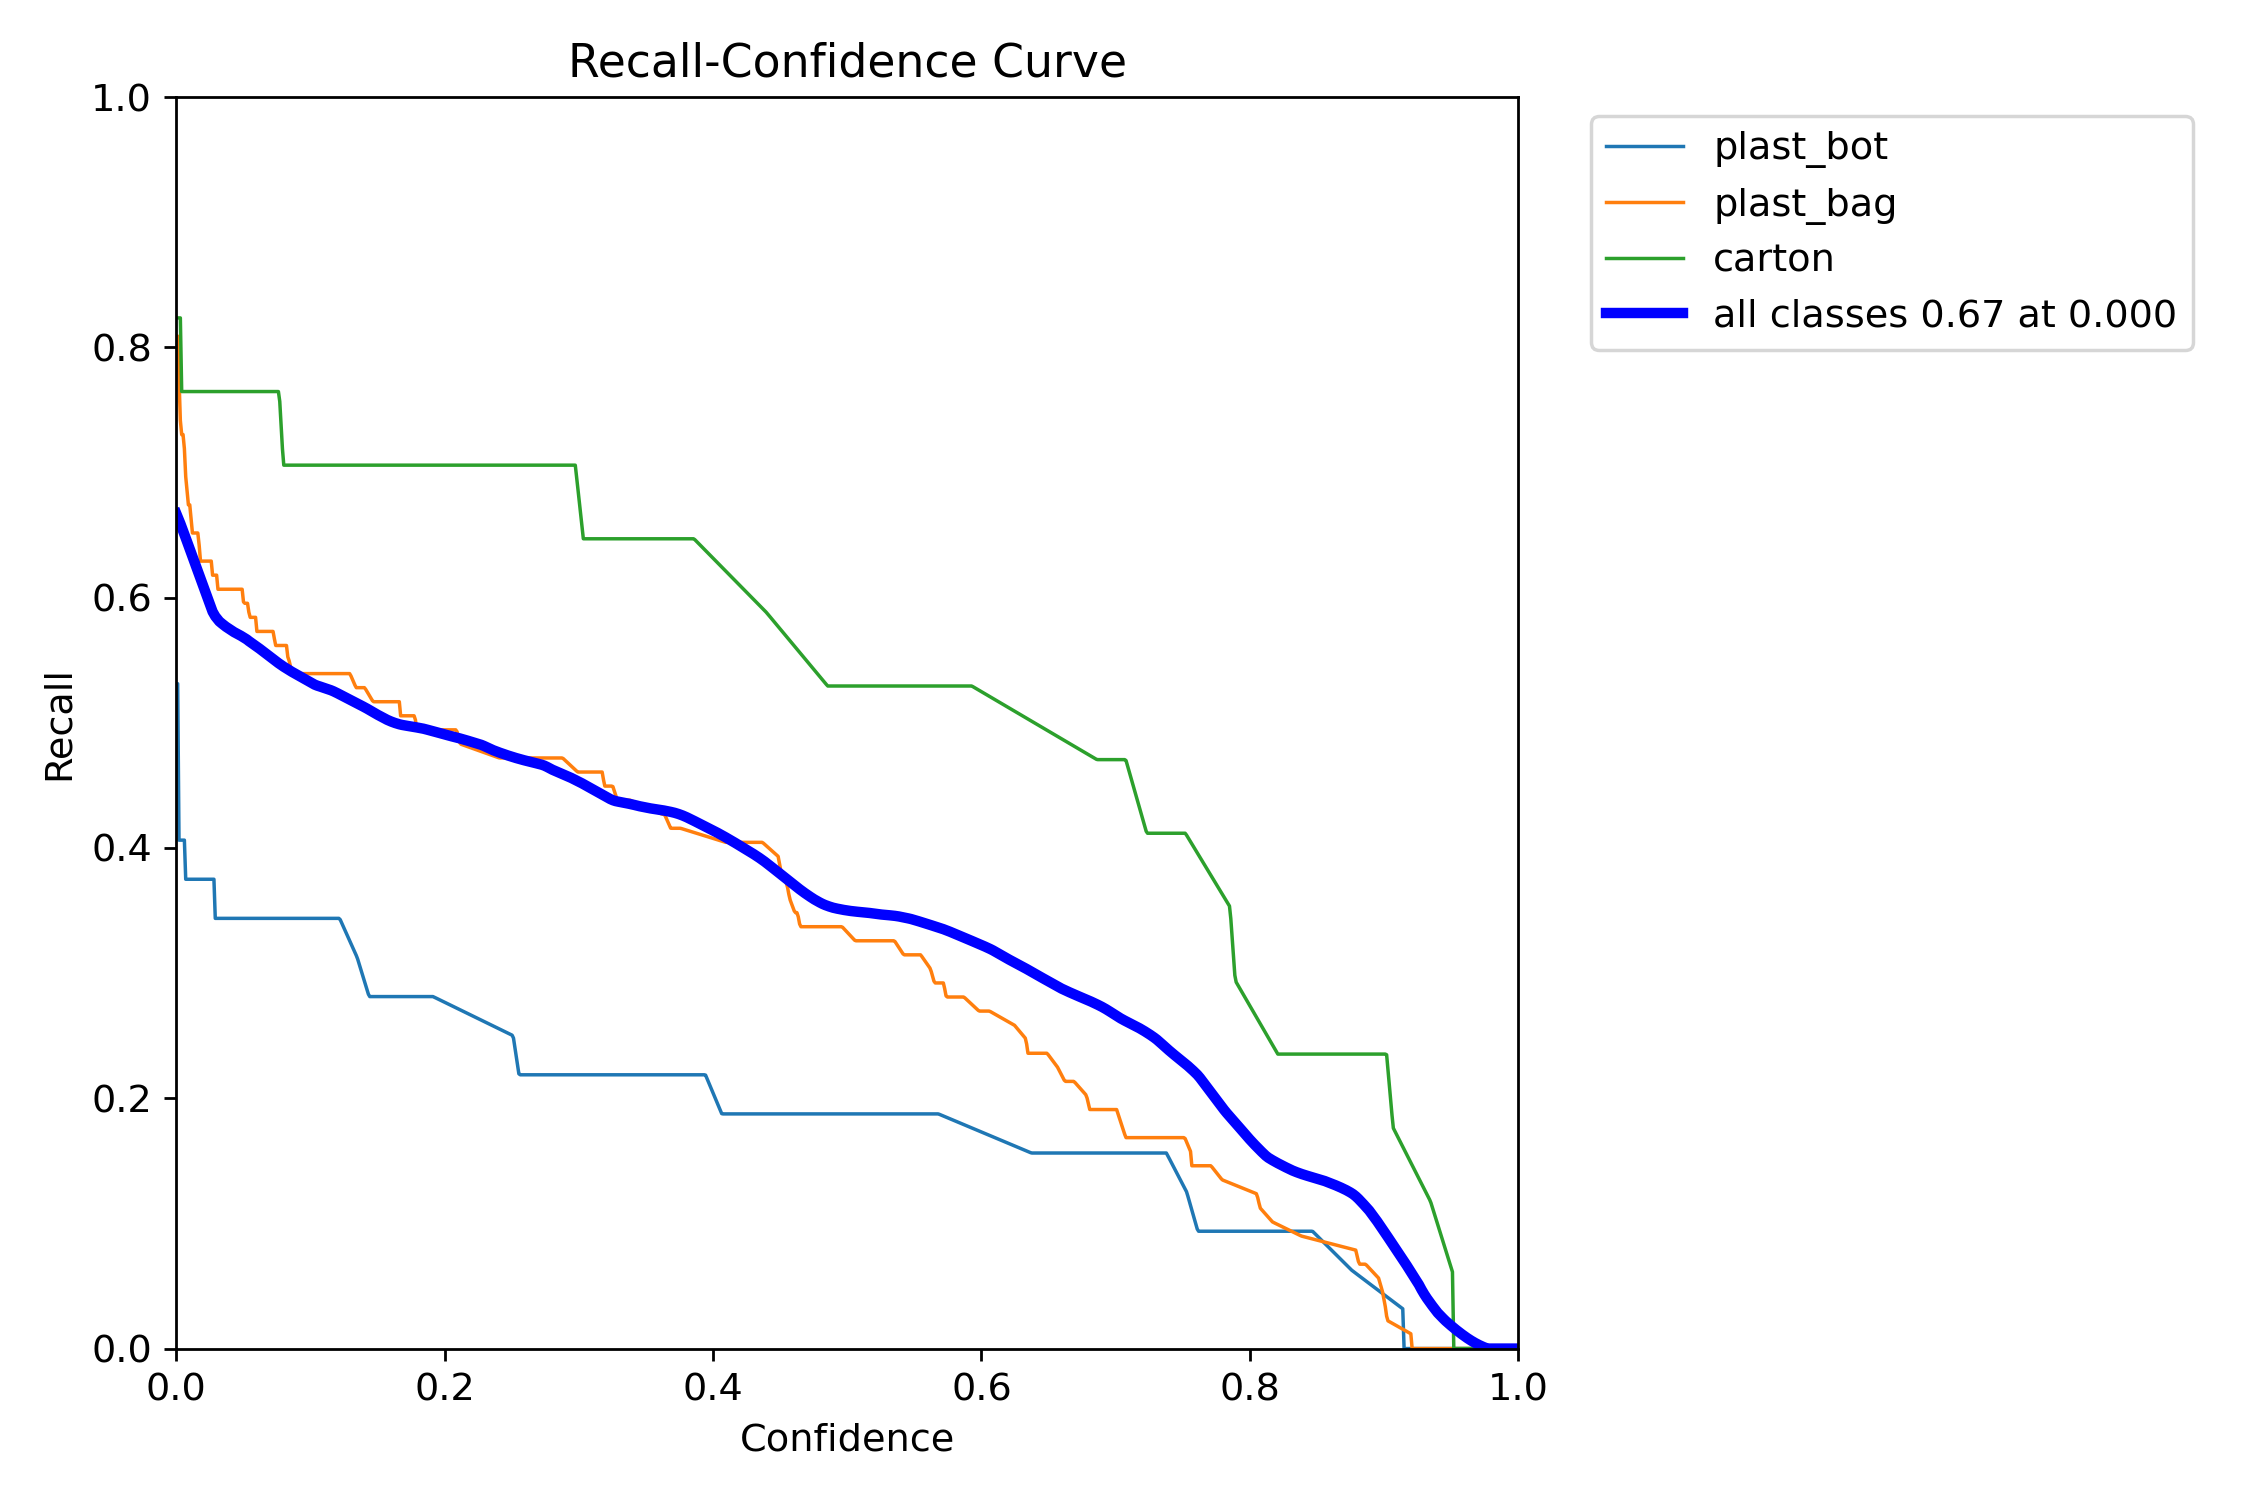 Recall-Confidence Curve
1.0
0.8
0.6
0.4
0.2
0.0
Recall
0.0 0.2 0.4 0.6 0.8 1.0
Confidence
plast_bot
plast_bag
carton
all classes 0.67 at 0.000